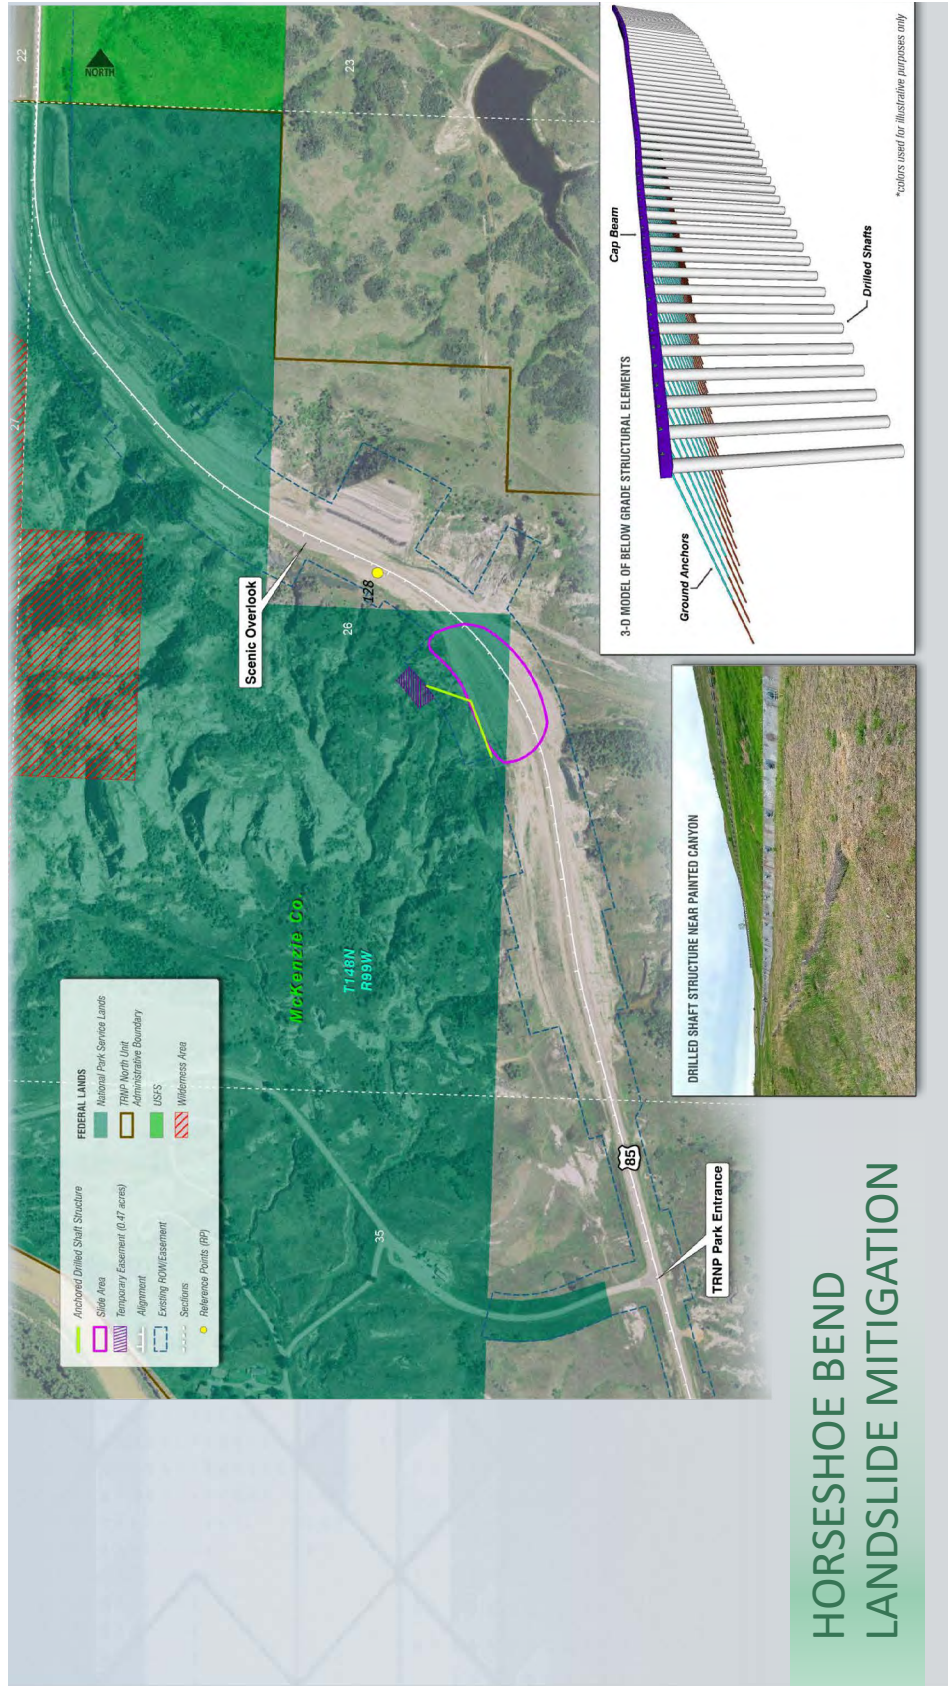 HORSESHOE BEND
LANDSLIDE MITIGATION
Anchored Drilled Shaft Structure
Slide Area
Temporary Easement (0.47 acres)
Alignment
Existing ROW/Easement
Sections
Reference Points (RP)
FEDERAL LANDS
National Park Service Lands
TRNP North Unit
Administrative Boundary
USFS
Wilderness Area
35
McKenzie Co.
T148N
R99W
85
TRNP Park Entrance
Scenic Overlook
26
128
22
NORTH
23
DRILLED SHAFT STRUCTURE NEAR PAINTED CANYON
3-D MODEL OF BELOW GRADE STRUCTURAL ELEMENTS
Ground Anchors
Cap Beam
Drilled Shafts
*colors used for illustrative purposes only